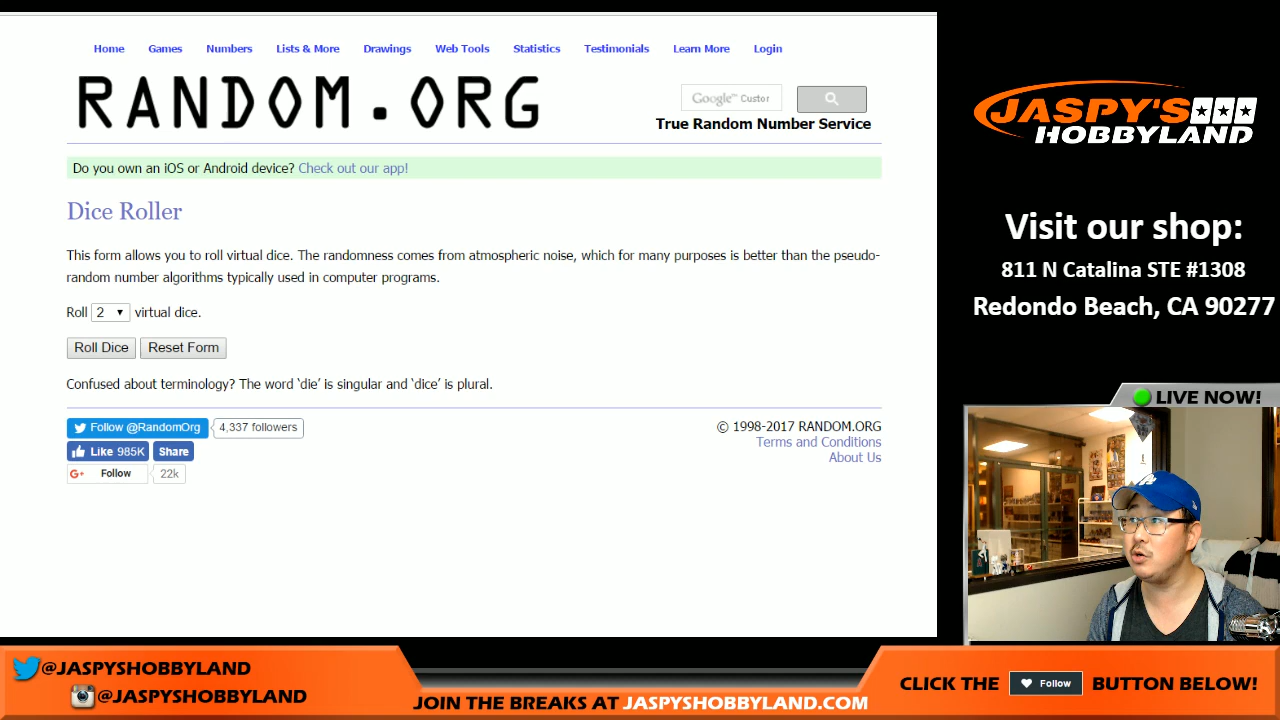 Home Games Numbers Lists & More Drawings Web Tools Statistics Testimonials Learn More Login
RANDOM.ORG
Google™ Custor
True Random Number Service
Do you own an iOS or Android device? Check out our app!
Dice Roller
This form allows you to roll virtual dice. The randomness comes from atmospheric noise, which for many purposes is better than the pseudo-
random number algorithms typically used in computer programs.
Roll 2 virtual dice.
Roll Dice Reset Form
Confused about terminology? The word ‘die’ is singular and ‘dice’ is plural.
Follow @RandomOrg 4,337 followers
Like 985K Share
G+ Follow 22k
© 1998-2017 RANDOM.ORG
Terms and Conditions
About Us
JASPY'S
HOBBYLAND
Visit our shop:
811 N Catalina STE #1308
Redondo Beach, CA 90277
LIVE NOW!
@JASPYSHOBBYLAND
@JASPYSHOBBYLAND
JOIN THE BREAKS AT JASPYSHOBBYLAND.COM
CLICK THE Follow BUTTON BELOW!